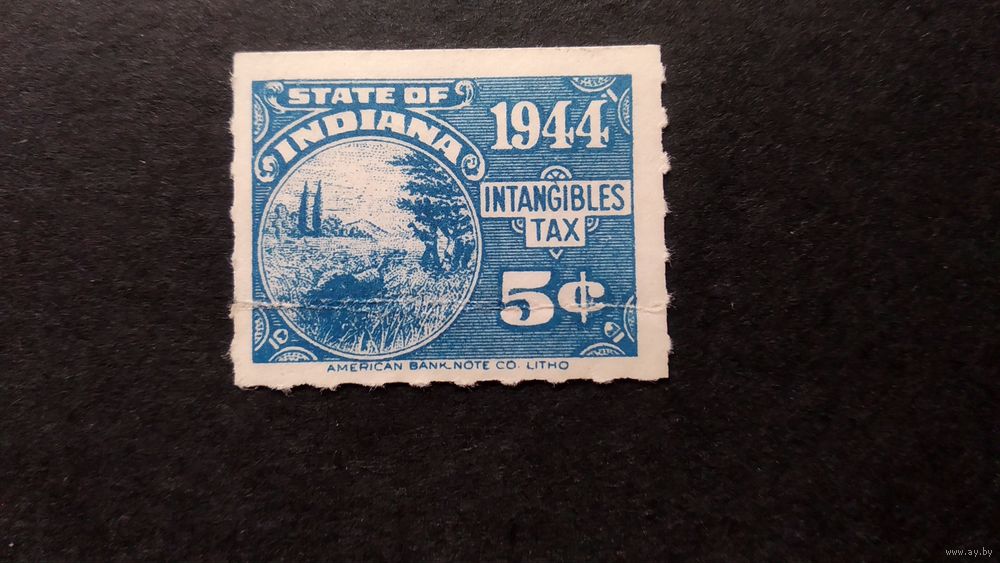 STATE OF
INDIANA
1944
INTANGIBLES
TAX
5¢
AMERICAN BANK NOTE CO. LITHO
www.ay.by